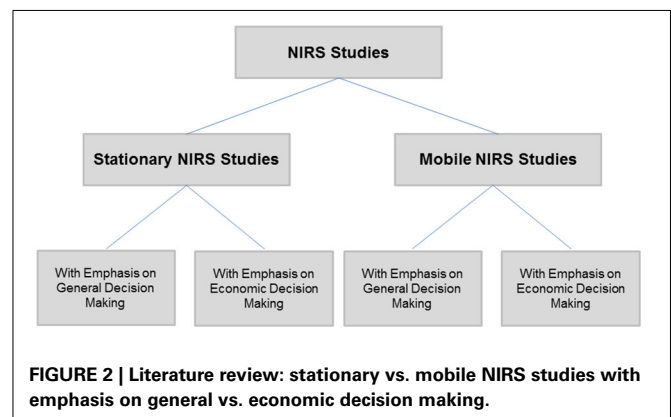 NIRS Studies
Stationary NIRS Studies
Mobile NIRS Studies
With Emphasis on
General Decision
Making
With Emphasis on
Economic Decision
Making
With Emphasis on
General Decision
Making
With Emphasis on
Economic Decision
Making
FIGURE 2 | Literature review: stationary vs. mobile NIRS studies with
emphasis on general vs. economic decision making.